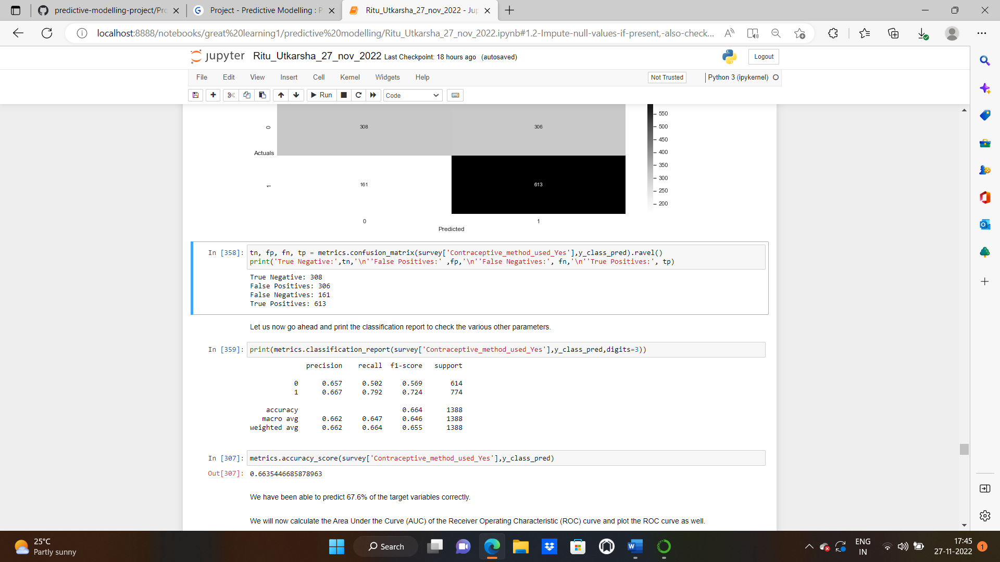 predictive-modelling-project/Pro
Project - Predictive Modelling : P
Ritu_Utkarsha_27_nov_2022 - Jup
localhost:8888/notebooks/great%20learning1/predictive%20modelling/Ritu_Utkarsha_27_nov_2022.ipynb#1.2-Impute-null-values-if-present,-also-check...
jupyter Ritu_Utkarsha_27_nov_2022 Last Checkpoint: 18 hours ago (autosaved)
Logout
File Edit View Insert Cell Kernel Widgets Help
Not Trusted
Python 3 (ipykernel)
Run
Code
550
500
450
400
350
300
250
200
0
308
306
Actuals
1
161
613
0
1
Predicted
In [358]: tn, fp, fn, tp = metrics.confusion_matrix(survey['Contraceptive_method_used_Yes'],y_class_pred).ravel()
print('True Negative:',tn,'\n''False Positives:' ,fp,'\n''False Negatives:', fn,'\n''True Positives:', tp)
True Negative: 308
False Positives: 306
False Negatives: 161
True Positives: 613
Let us now go ahead and print the classification report to check the various other parameters.
In [359]: print(metrics.classification_report(survey['Contraceptive_method_used_Yes'],y_class_pred,digits=3))
precision recall f1-score support
0 0.657 0.502 0.569 614
1 0.667 0.792 0.724 774
accuracy 0.664 1388
macro avg 0.662 0.647 0.646 1388
weighted avg 0.662 0.664 0.655 1388
In [307]: metrics.accuracy_score(survey['Contraceptive_method_used_Yes'],y_class_pred)
Out[307]: 0.6635446685878963
We have been able to predict 67.6% of the target variables correctly.
We will now calculate the Area Under the Curve (AUC) of the Receiver Operating Characteristic (ROC) curve and plot the ROC curve as well.
25°C
Partly sunny
Search
ENG
IN
17:45
27-11-2022
1